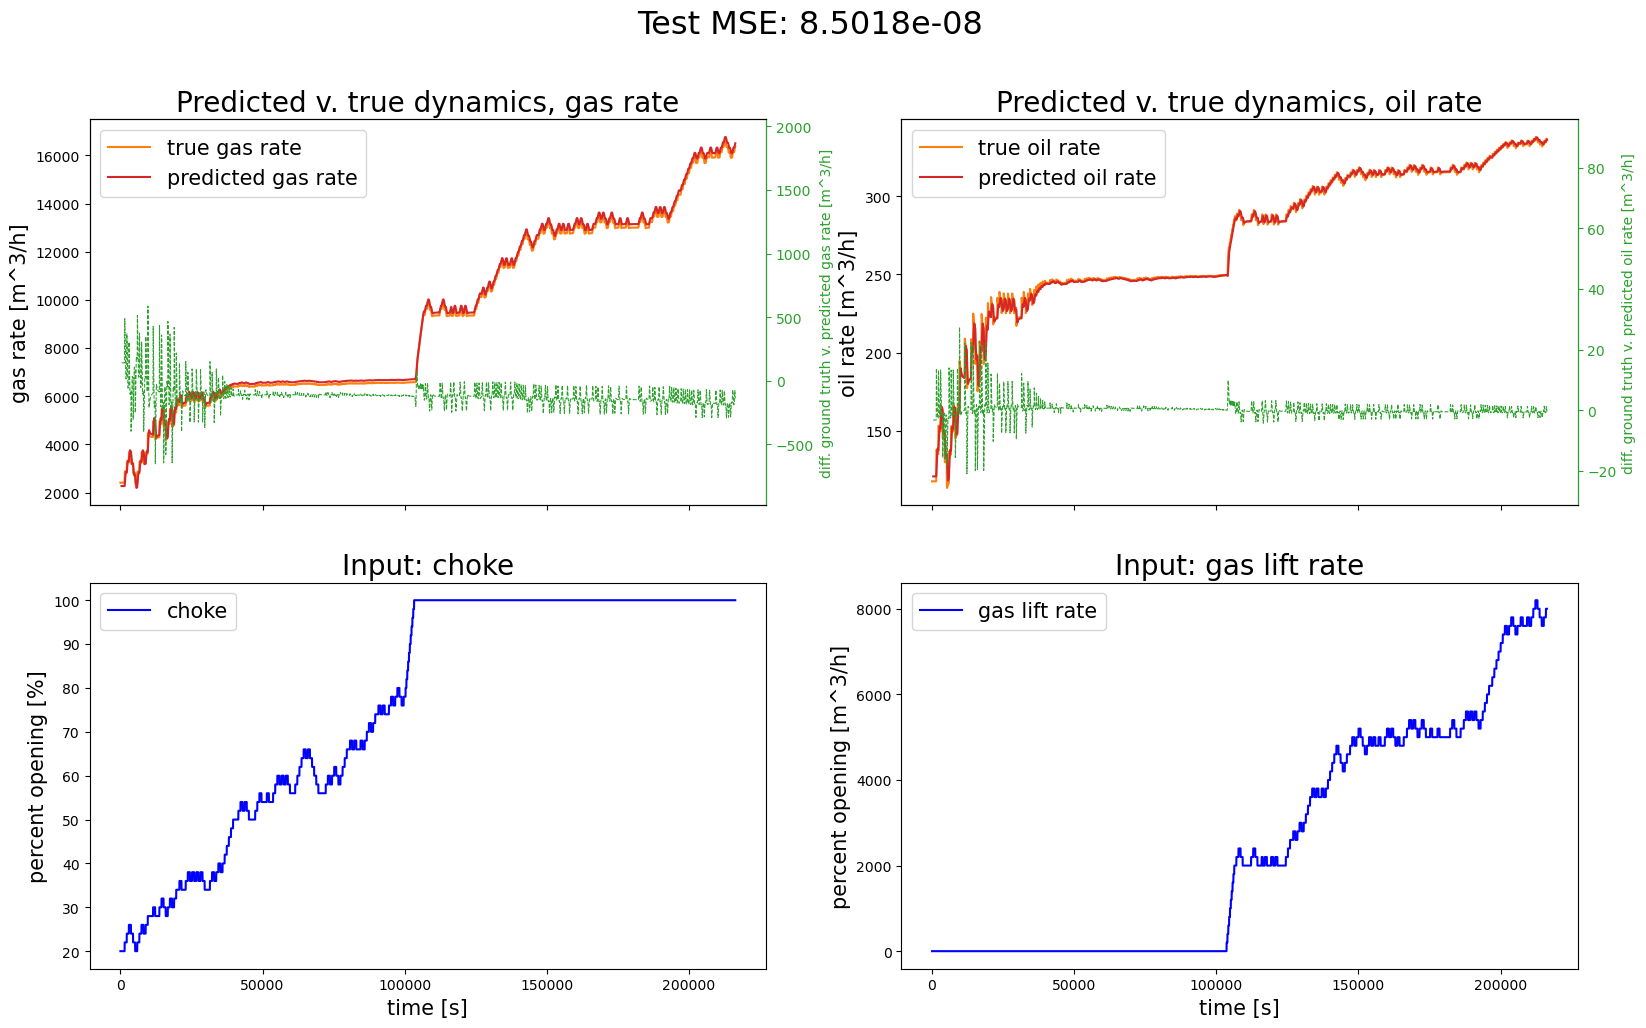 Test MSE: 8.5018e-08
Predicted v. true dynamics, gas rate
true gas rate
predicted gas rate
gas rate [m^3/h]
16000
14000
12000
10000
8000
6000
4000
2000
2000
1500
1000
500
0
−500
diff. ground truth v. predicted gas rate [m^3/h]
Predicted v. true dynamics, oil rate
true oil rate
predicted oil rate
oil rate [m^3/h]
300
250
200
150
80
60
40
20
0
−20
diff. ground truth v. predicted oil rate [m^3/h]
Input: choke
choke
percent opening [%]
100
90
80
70
60
50
40
30
20
0
50000
100000
150000
200000
time [s]
Input: gas lift rate
gas lift rate
percent opening [m^3/h]
8000
6000
4000
2000
0
0
50000
100000
150000
200000
time [s]